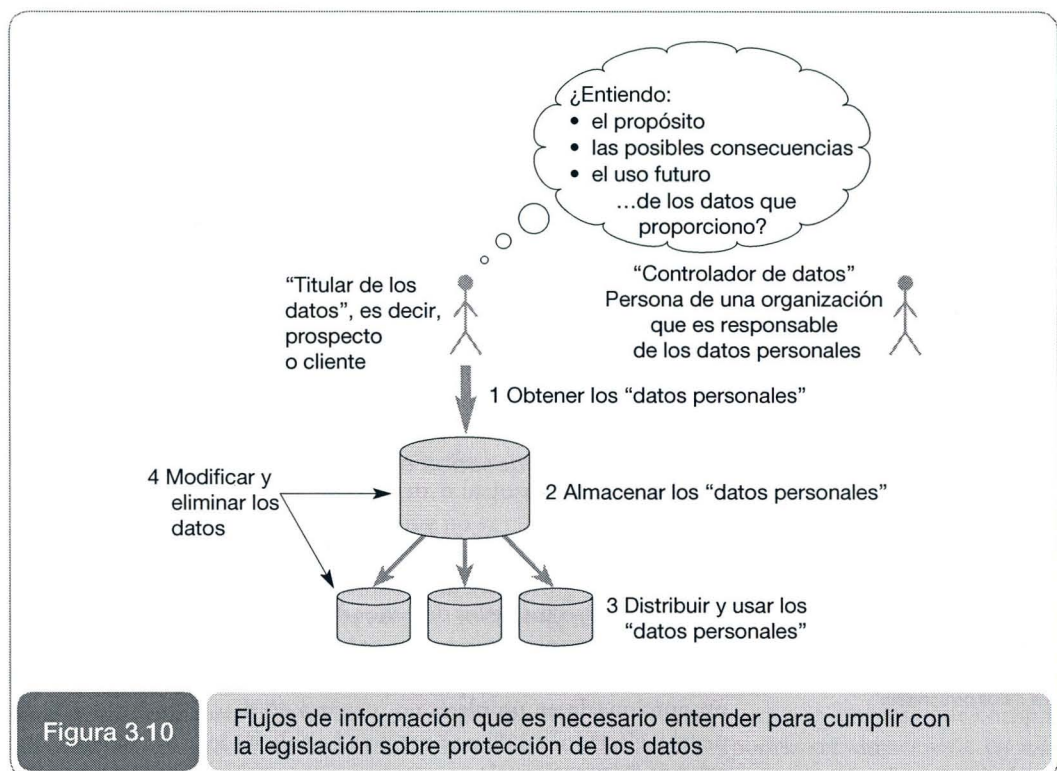 ¿Entiendo:
• el propósito
• las posibles consecuencias
• el uso futuro
...de los datos que
proporciono?
“Titular de los
datos”, es decir,
prospecto
o cliente
“Controlador de datos”
Persona de una organización
que es responsable
de los datos personales
1 Obtener los “datos personales”
4 Modificar y
eliminar los
datos
2 Almacenar los “datos personales”
3 Distribuir y usar los
“datos personales”
Figura 3.10
Flujos de información que es necesario entender para cumplir con
la legislación sobre protección de los datos